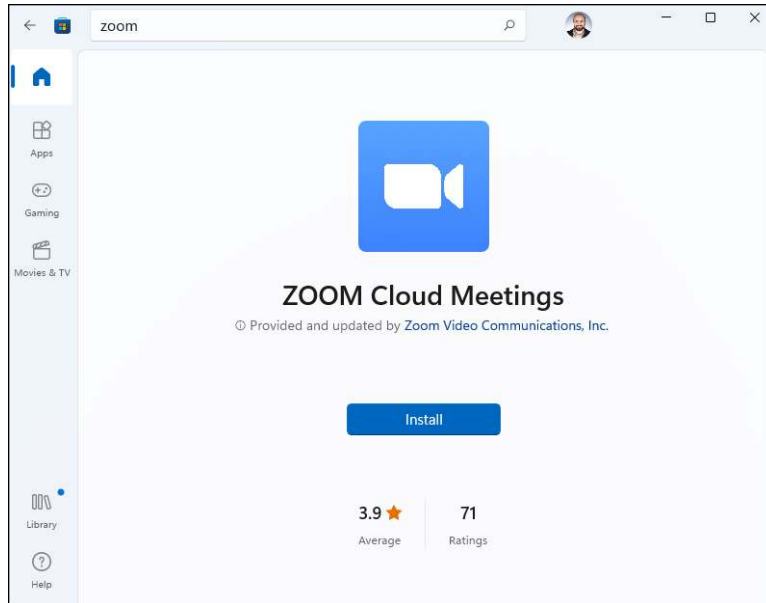 zoom
Apps
Gaming
Movies & TV
ZOOM Cloud Meetings
Provided and updated by Zoom Video Communications, Inc.
Install
3.9
71
Average
Ratings
Library
Help